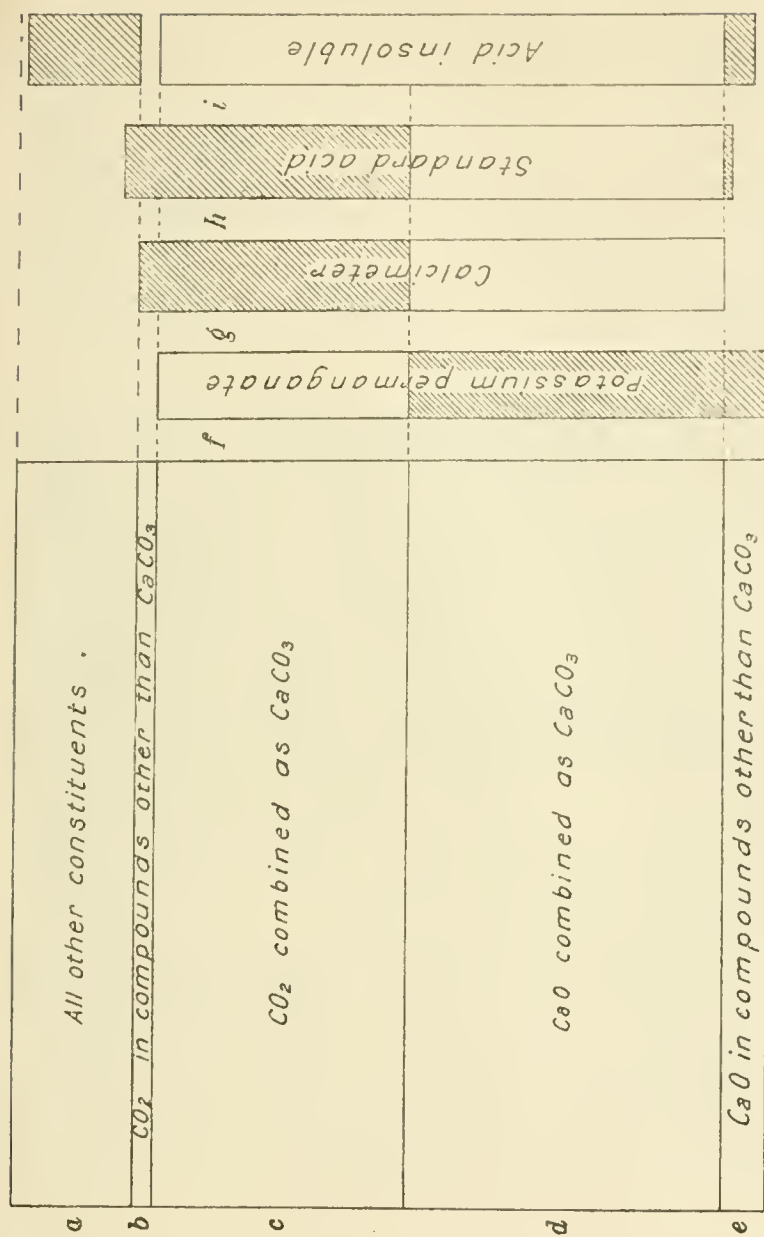 a
All other constituents.
b
CO₂ in compounds other than CaCO₃
c
CO₂ combined as CaCO₃
d
CaO combined as CaCO₃
e
CaO in compounds other than CaCO₃
f
Potassium permanganate
g
Calcimeter
h
Standard acid
i
Acid insoluble